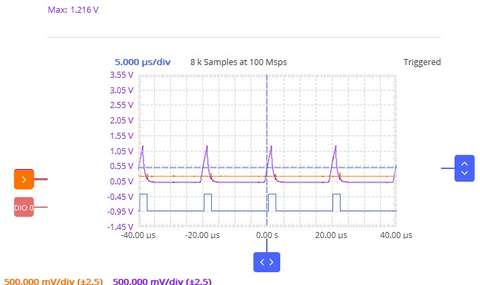 Max: 1.216 V
5.000 µs/div 8 k Samples at 100 Msps Triggered
3.55 V
3.05 V
2.55 V
2.05 V
1.55 V
1.05 V
0.55 V
0.05 V
-0.45 V
-0.95 V
-1.45 V
DIO 0
-40.00 µs -20.00 µs 0.00 s 20.00 µs 40.00 µs
500.000 mV/div (±2.5) 500.000 mV/div (±2.5)